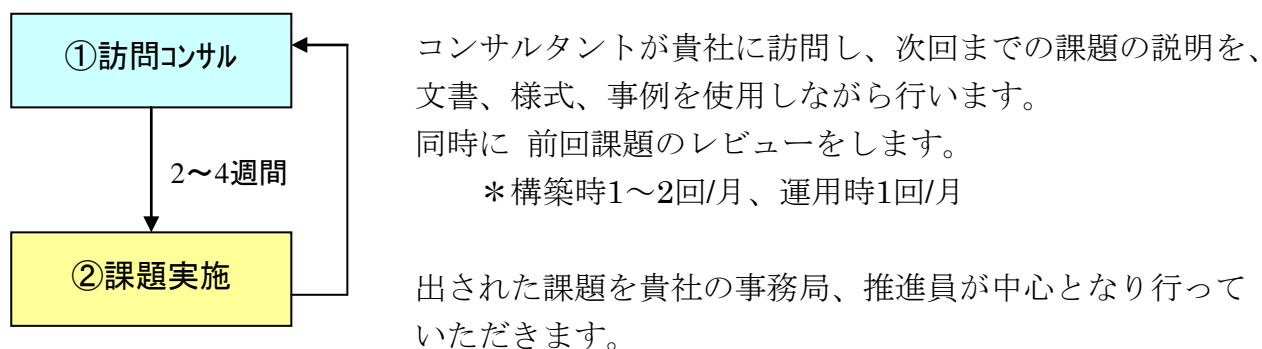 ①訪問コンサル
コンサルタントが貴社に訪問し、次回までの課題の説明を、
文書、様式、事例を使用しながら行います。
同時に 前回課題のレビューをします。
2~4週間
*構築時1~2回/月、運用時1回/月
②課題実施
出された課題を貴社の事務局、推進員が中心となり行って
いただきます。